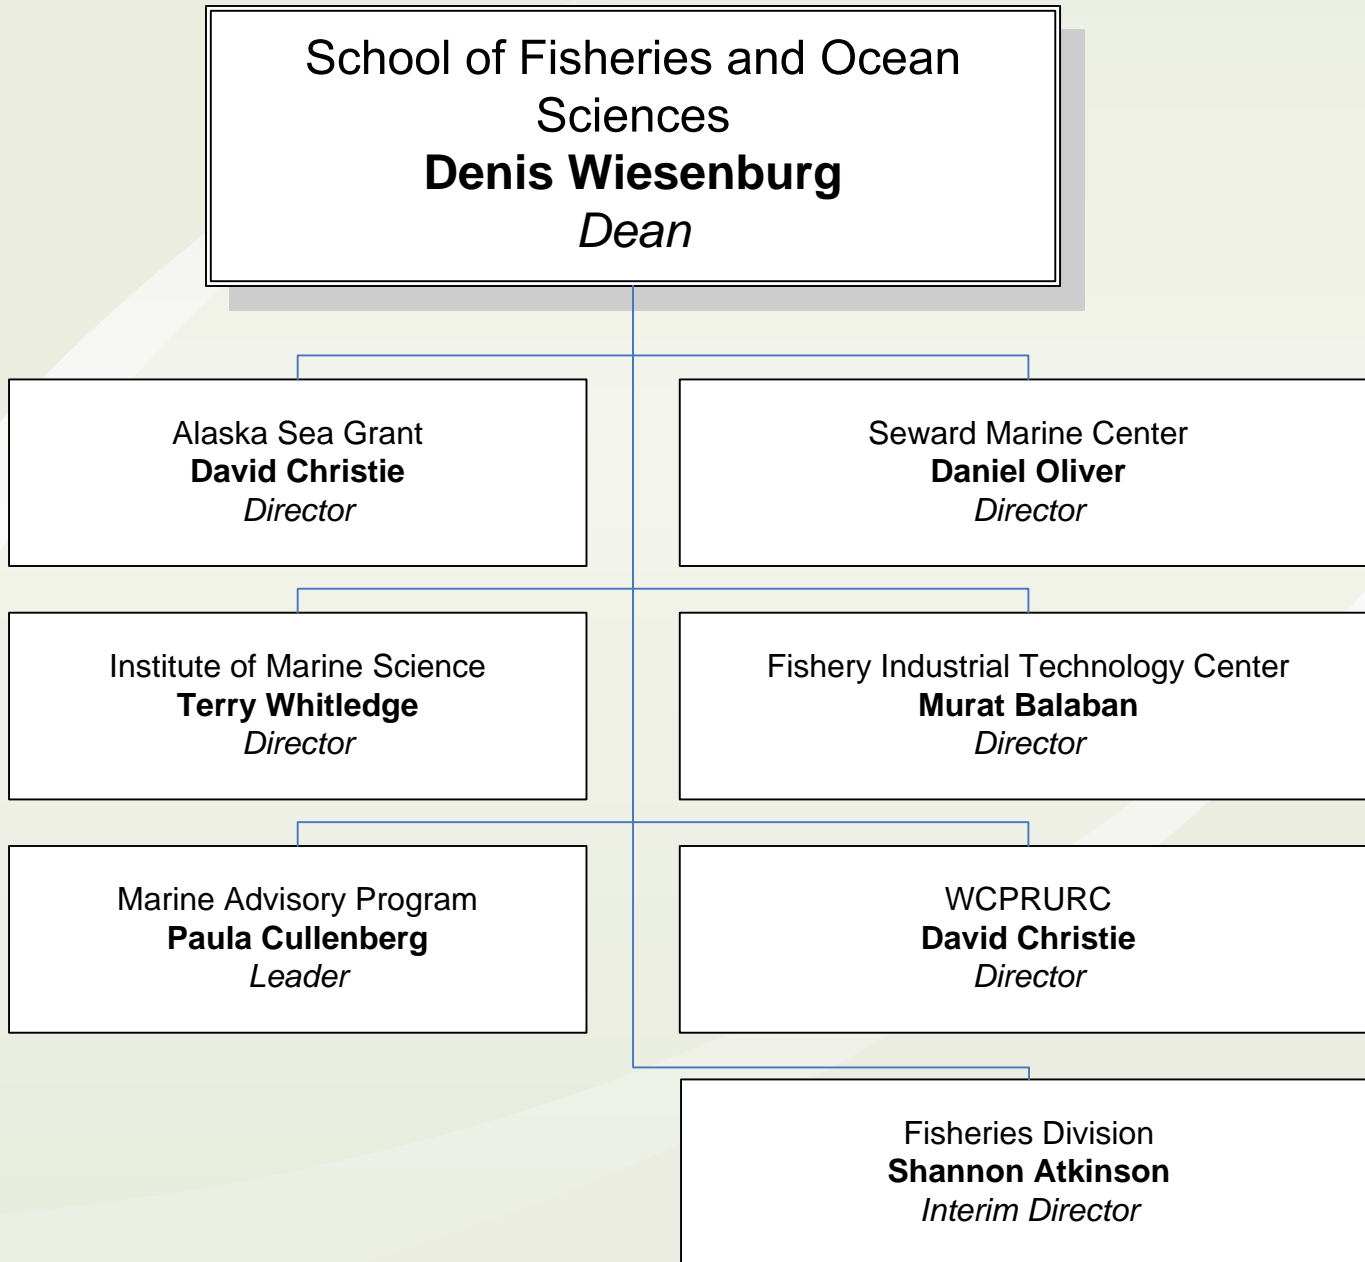 School of Fisheries and Ocean
Sciences
Denis Wiesenburg
Dean
Alaska Sea Grant
David Christie
Director
Seward Marine Center
Daniel Oliver
Director
Institute of Marine Science
Terry Whitledge
Director
Fishery Industrial Technology Center
Murat Balaban
Director
Marine Advisory Program
Paula Cullenberg
Leader
WCPRURC
David Christie
Director
Fisheries Division
Shannon Atkinson
Interim Director